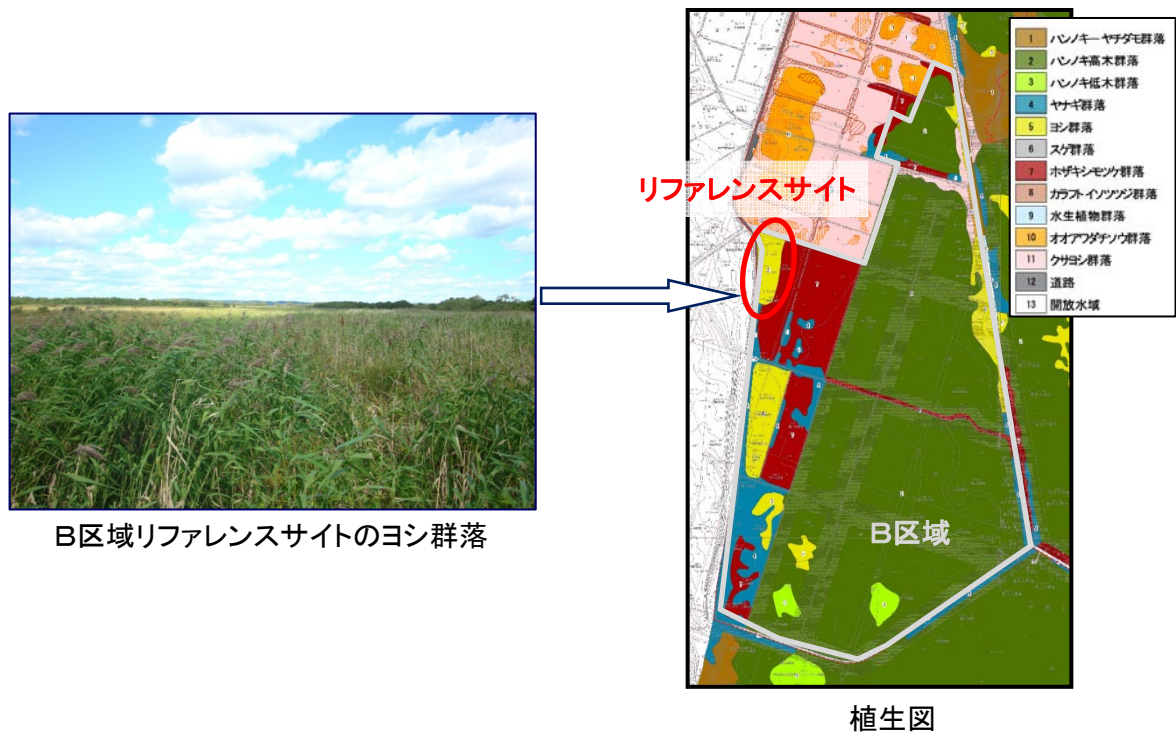 リファレンスサイト
B区域リファレンスサイトのヨシ群落
B区域
植生図
1 ハンノキーヤチダモ群落
2 ハンノキ高木群落
3 ハンノキ低木群落
4 ヤナギ群落
5 ヨシ群落
6 スゲ群落
7 ホザキシモツケ群落
8 カラフトイソツツジ群落
9 水生植物群落
10 オオアワダチソウ群落
11 クサヨシ群落
12 道路
13 開放水域